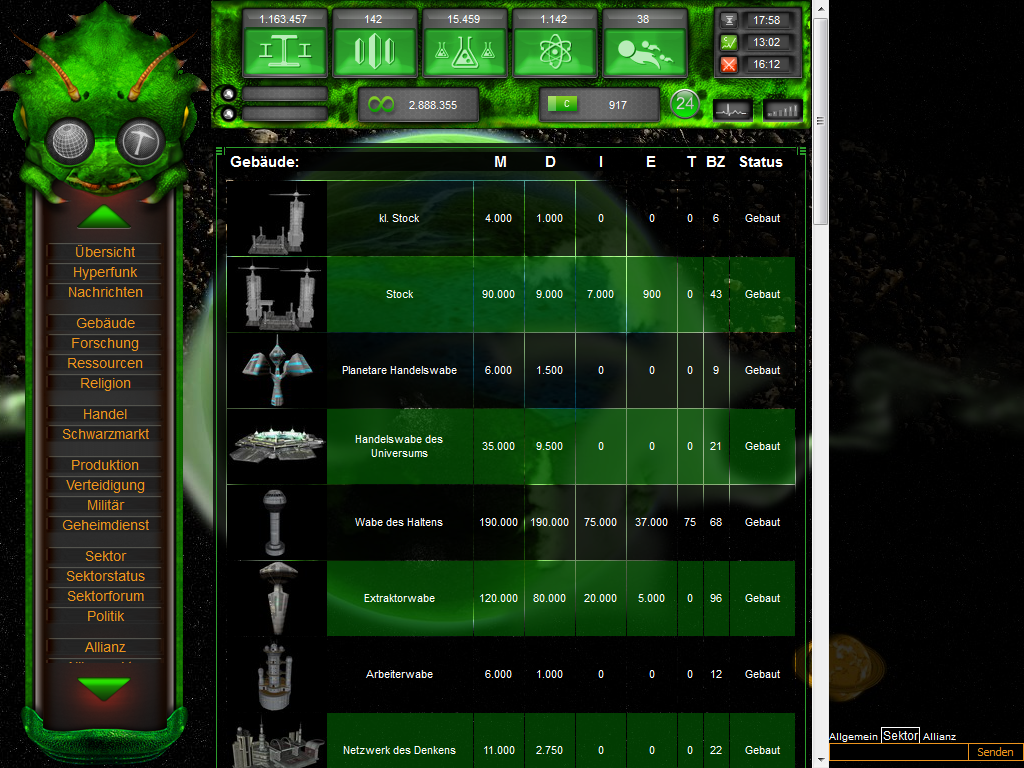 1.163.457 142 15.459 1.142 38
17:58
13:02
16:12
2.888.355 C 917 24
Übersicht
Hyperfunk
Nachrichten
Gebäude
Forschung
Ressourcen
Religion
Handel
Schwarzmarkt
Produktion
Verteidigung
Militär
Geheimdienst
Sektor
Sektorstatus
Sektorforum
Politik
Allianz
Gebäude: M D I E T BZ Status
kl. Stock 4.000 1.000 0 0 0 6 Gebaut
Stock 90.000 9.000 7.000 900 0 43 Gebaut
Planetare Handelswabe 6.000 1.500 0 0 0 9 Gebaut
Handelswabe des
Universums 35.000 9.500 0 0 0 21 Gebaut
Wabe des Haltens 190.000 190.000 75.000 37.000 75 68 Gebaut
Extraktorwabe 120.000 80.000 20.000 5.000 0 96 Gebaut
Arbeiterwabe 6.000 1.000 0 0 0 12 Gebaut
Netzwerk des Denkens 11.000 2.750 0 0 0 22 Gebaut
Allgemein Sektor Allianz
Senden